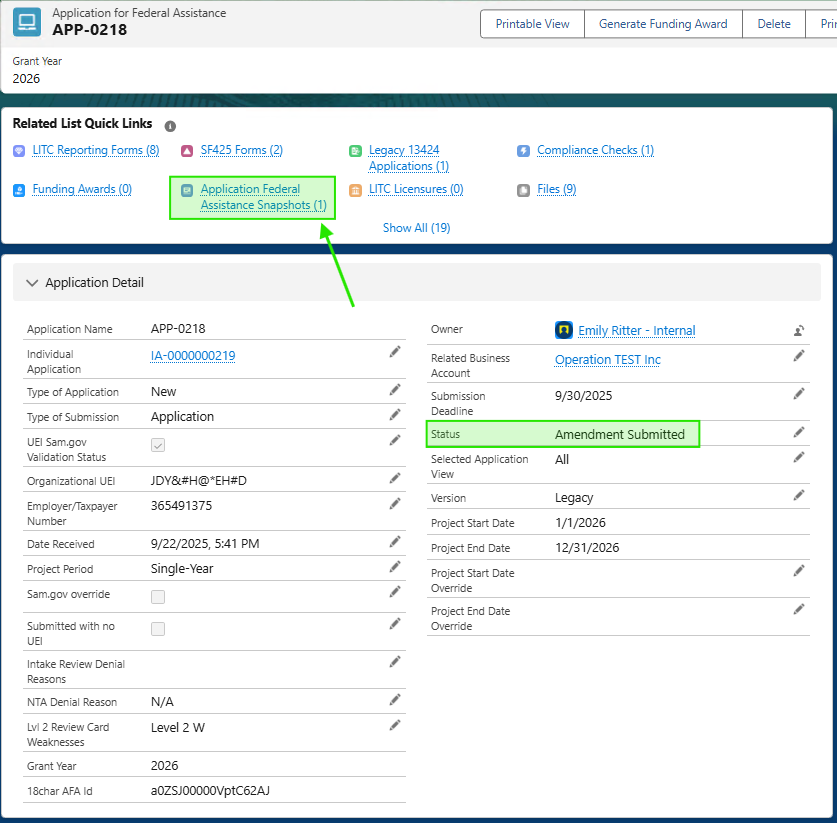 Application for Federal Assistance
APP-0218
Printable View
Generate Funding Award
Delete
Grant Year
2026
Related List Quick Links
LITC Reporting Forms (8)
SF425 Forms (2)
Legacy 13424
Applications (1)
Compliance Checks (1)
Funding Awards (0)
Application Federal
Assistance Snapshots (1)
LITC Licensures (0)
Files (9)
Show All (19)
Application Detail
Application Name APP-0218
Individual
Application
IA-0000000219
Type of Application New
Type of Submission Application
UEI Sam.gov
Validation Status
Organizational UEI JDY&#H@*EH#D
Employer/Taxpayer
Number
365491375
Date Received 9/22/2025, 5:41 PM
Project Period Single-Year
Sam.gov override
Submitted with no
UEI
Intake Review Denial
Reasons
NTA Denial Reason N/A
Lvl 2 Review Card
Weaknesses
Level 2 W
Grant Year 2026
18char AFA Id a0ZSJ00000VptC62AJ
Owner Emily Ritter - Internal
Related Business
Account
Operation TEST Inc
Submission
Deadline
9/30/2025
Status Amendment Submitted
Selected Application
View
All
Version Legacy
Project Start Date 1/1/2026
Project End Date 12/31/2026
Project Start Date
Override
Project End Date
Override